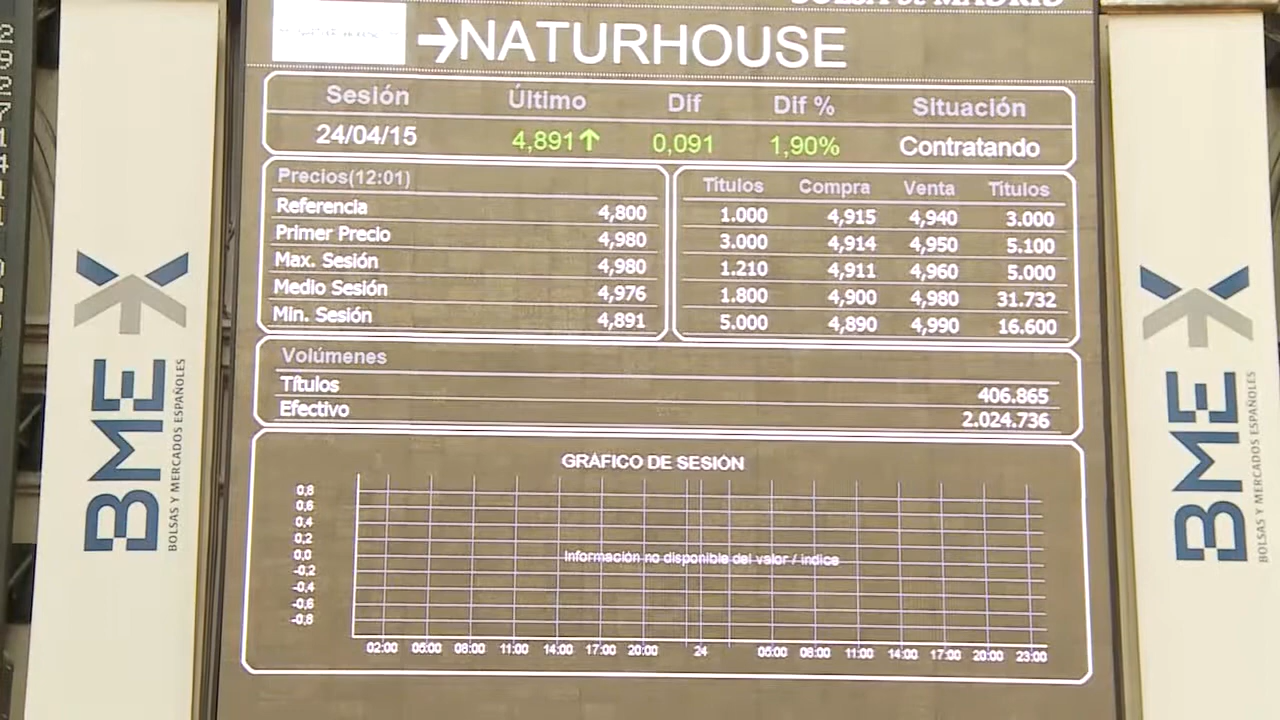 BOLSA DE MADRID
→NATURHOUSE
Sesión Último Dif Dif % Situación
24/04/15 4,891↑ 0,091 1,90% Contratando
Precios(12:01)
Referencia 4,800
Primer Precio 4,980
Max. Sesión 4,980
Medio Sesión 4,976
Min. Sesión 4,891
Títulos Compra Venta Títulos
1.000 4,915 4,940 3.000
3.000 4,914 4,950 5.100
1.210 4,911 4,960 5.000
1.800 4,900 4,980 31.732
5.000 4,890 4,990 16.600
Volúmenes
Títulos 406.865
Efectivo 2.024.736
GRÁFICO DE SESIÓN
0,8
0,6
0,4
0,2
0,0
-0,2
-0,4
-0,6
-0,8
Información no disponible del valor / índice
02:00 05:00 08:00 11:00 14:00 17:00 20:00 24 05:00 08:00 11:00 14:00 17:00 20:00 23:00
BME
BOLSAS Y MERCADOS ESPAÑOLES
BME
BOLSAS Y MERCADOS ESPAÑOLES